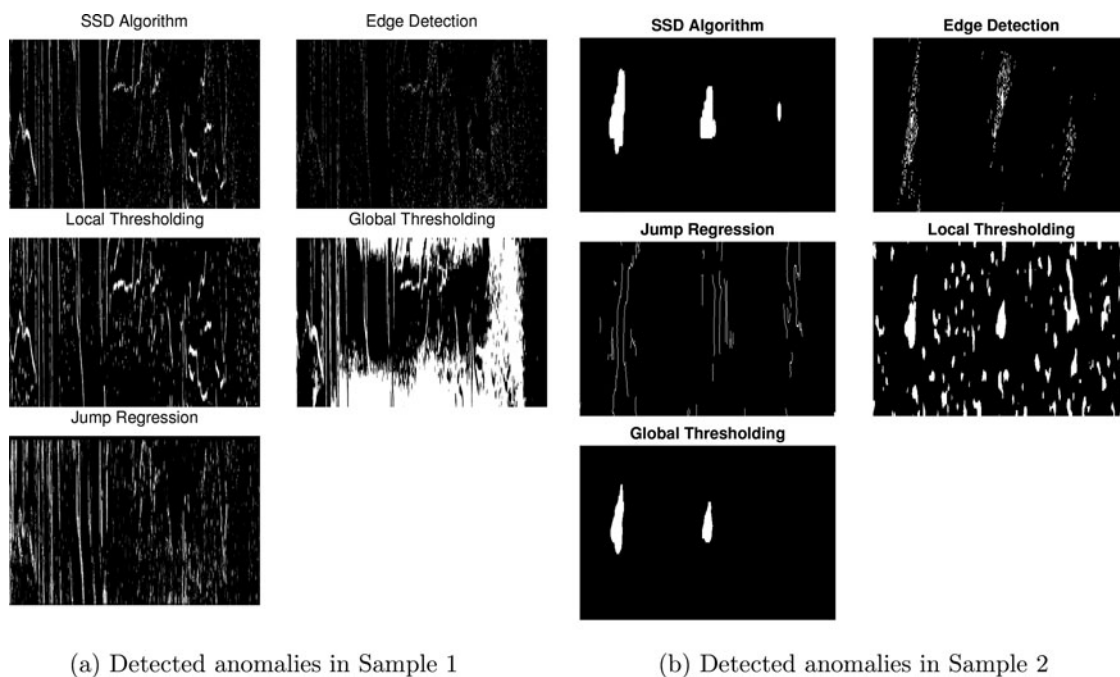 SSD Algorithm
Edge Detection
Local Thresholding
Global Thresholding
Jump Regression
(a) Detected anomalies in Sample 1
SSD Algorithm
Edge Detection
Jump Regression
Local Thresholding
Global Thresholding
(b) Detected anomalies in Sample 2